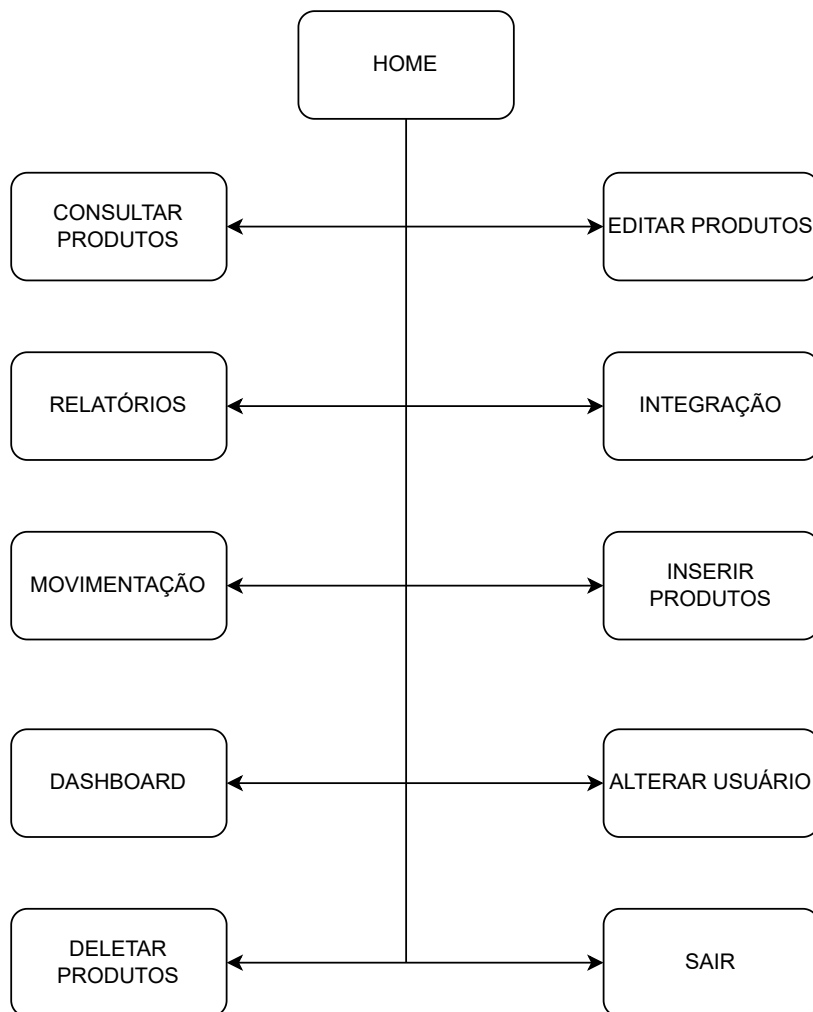 HOME
CONSULTAR
PRODUTOS
EDITAR PRODUTOS
RELATÓRIOS
INTEGRAÇÃO
MOVIMENTAÇÃO
INSERIR
PRODUTOS
DASHBOARD
ALTERAR USUÁRIO
DELETAR
PRODUTOS
SAIR